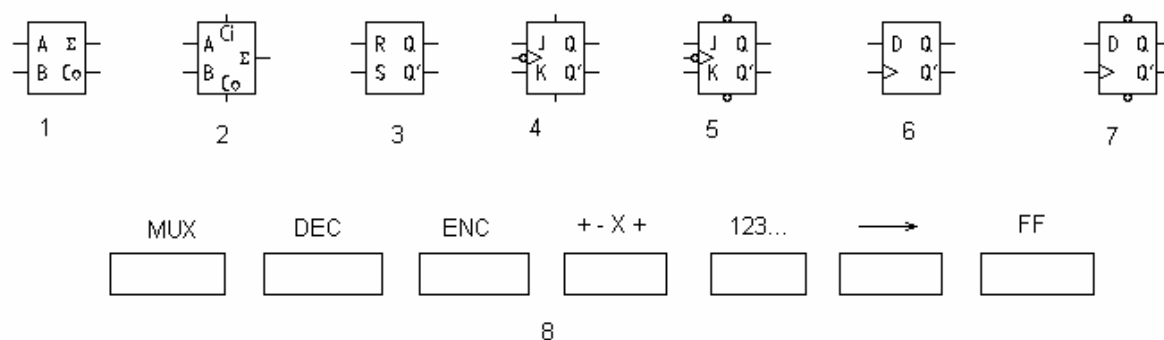 A Σ B Co
Ci A Σ B Co
R Q S Q'
J Q K Q'
J Q K Q'
D Q Q'
D Q Q'
1 2 3 4 5 6 7
MUX DEC ENC + - X + 123... FF
8